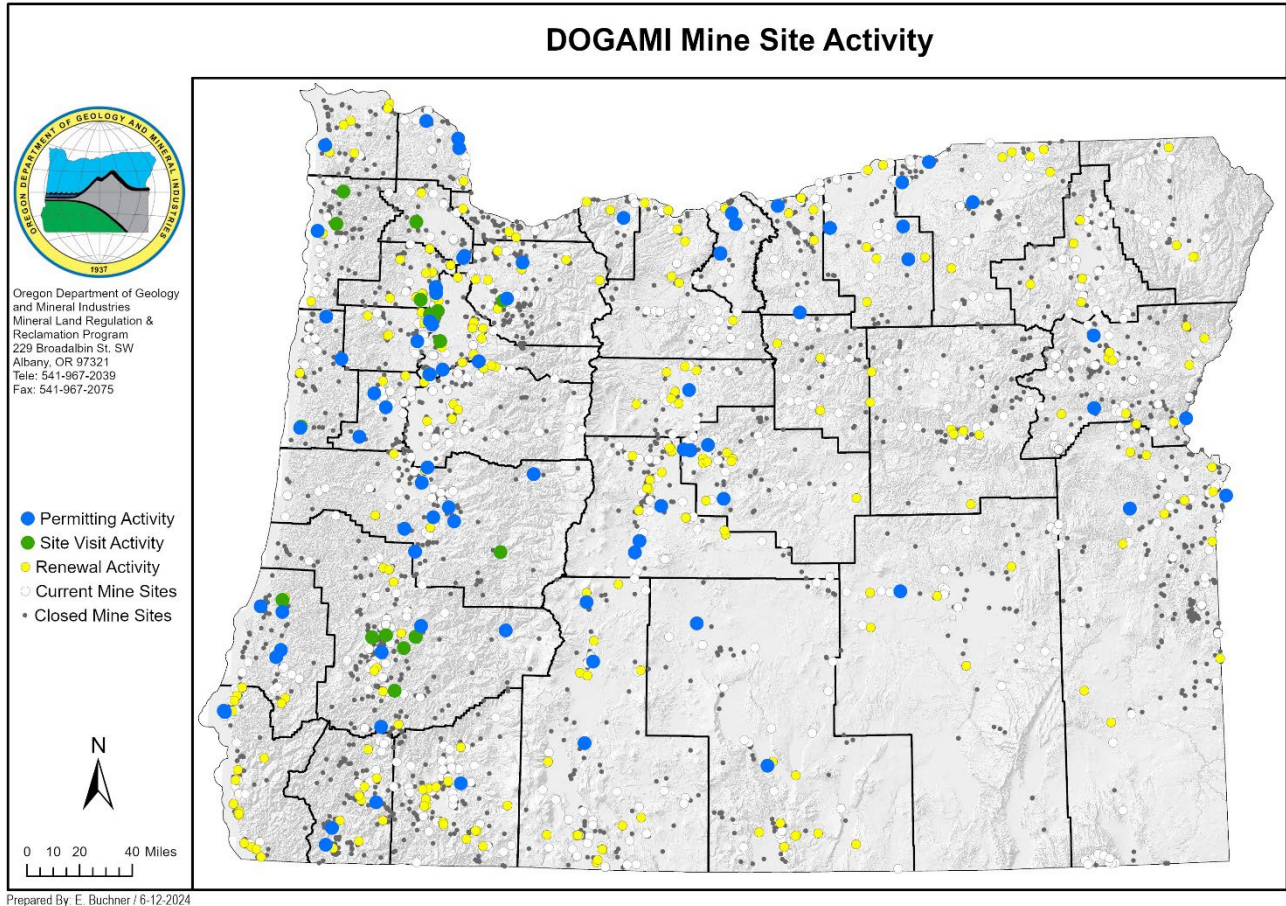 DOGAMI Mine Site Activity
OREGON DEPARTMENT OF GEOLOGY AND MINERAL INDUSTRIES
1937
Oregon Department of Geology
and Mineral Industries
Mineral Land Regulation &
Reclamation Program
229 Broadalbin St. SW
Albany, OR 97321
Tele: 541-967-2039
Fax: 541-967-2075
Permitting Activity
Site Visit Activity
Renewal Activity
Current Mine Sites
Closed Mine Sites
N
0 10 20 40 Miles
Prepared By: E. Buchner / 6-12-2024